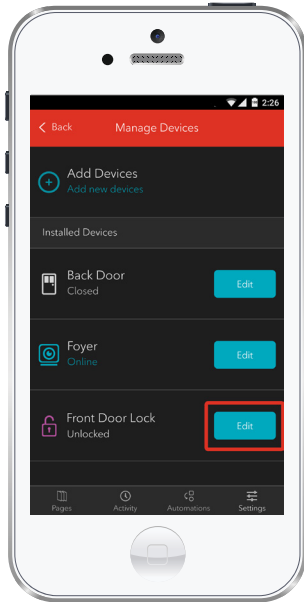 2:26
Back Manage Devices
Add Devices
Add new devices
Installed Devices
Back Door
Closed
Edit
Foyer
Online
Edit
Front Door Lock
Unlocked
Edit
Pages Activity Automations Settings